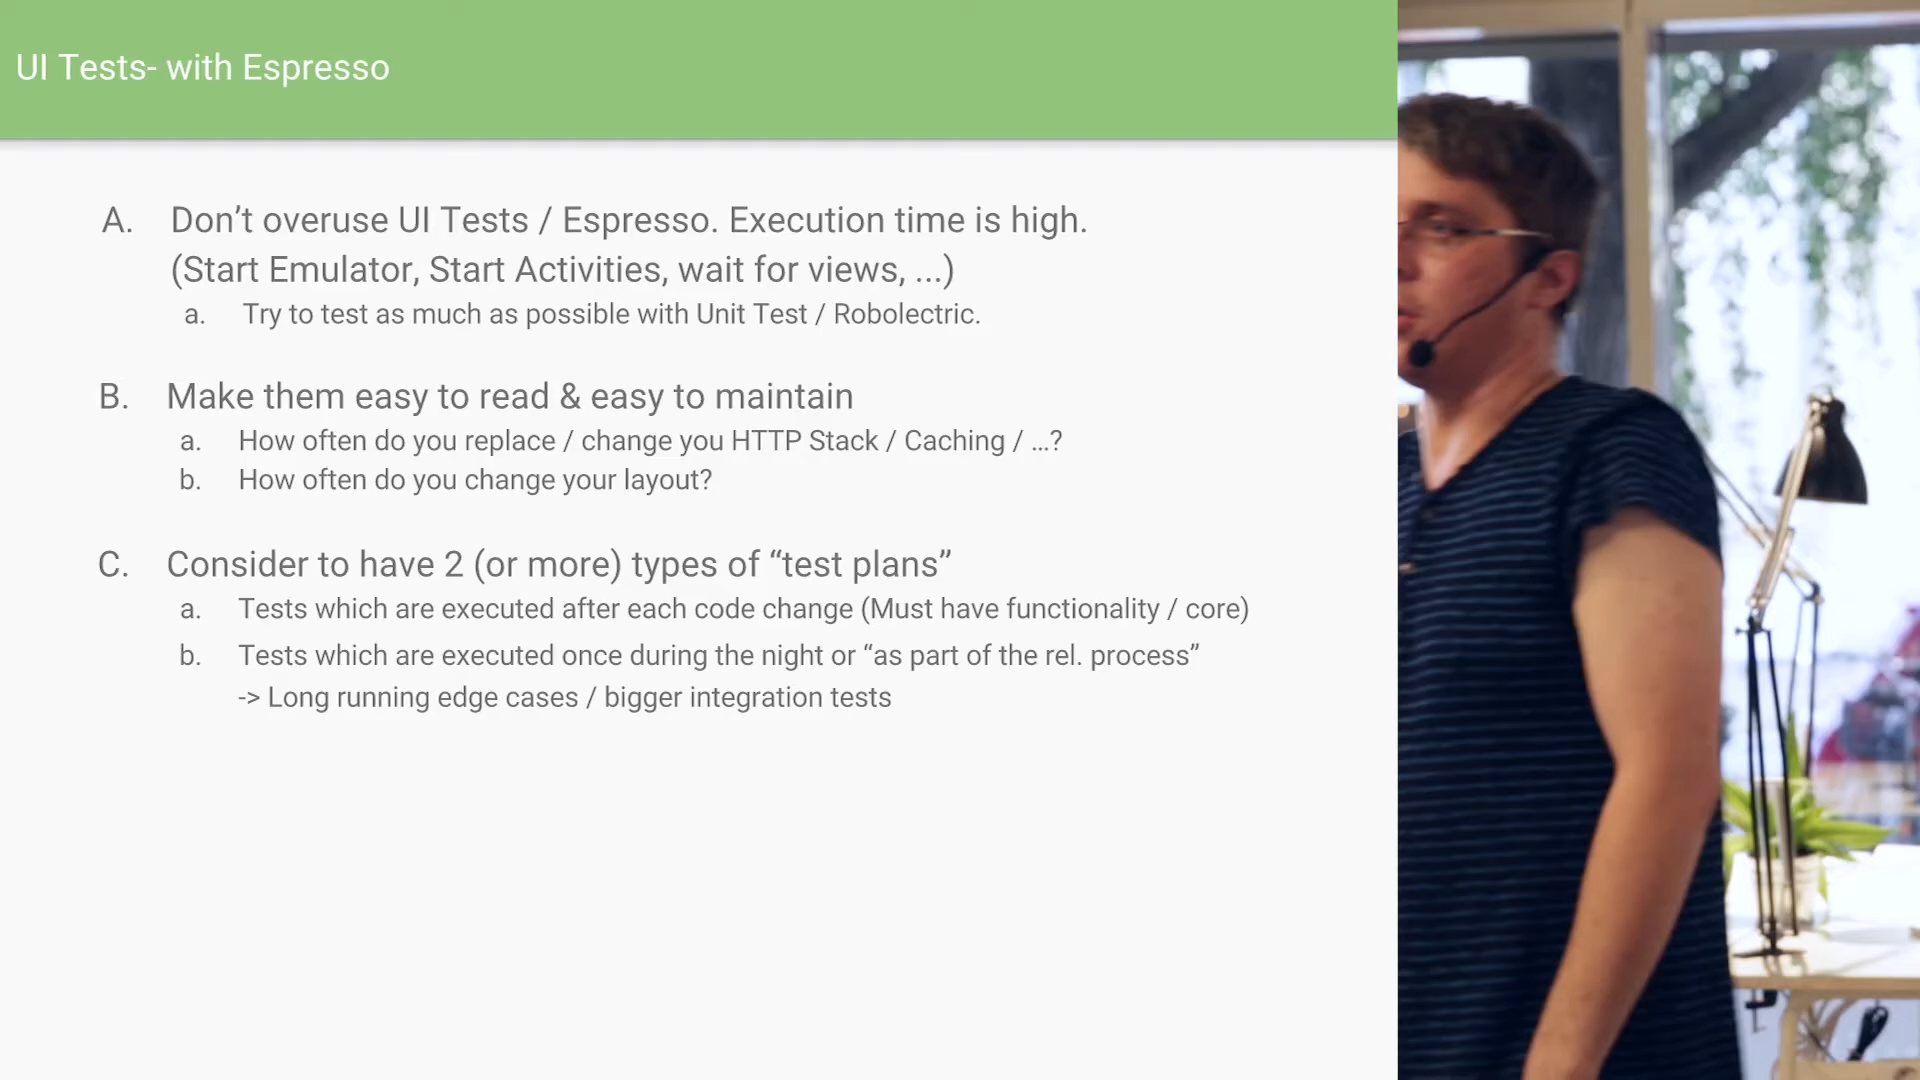 UI Tests- with Espresso
A. Don’t overuse UI Tests / Espresso. Execution time is high.
(Start Emulator, Start Activities, wait for views, ...)
a. Try to test as much as possible with Unit Test / Robolectric.
B. Make them easy to read & easy to maintain
a. How often do you replace / change you HTTP Stack / Caching / ...?
b. How often do you change your layout?
C. Consider to have 2 (or more) types of “test plans”
a. Tests which are executed after each code change (Must have functionality / core)
b. Tests which are executed once during the night or “as part of the rel. process”
-> Long running edge cases / bigger integration tests